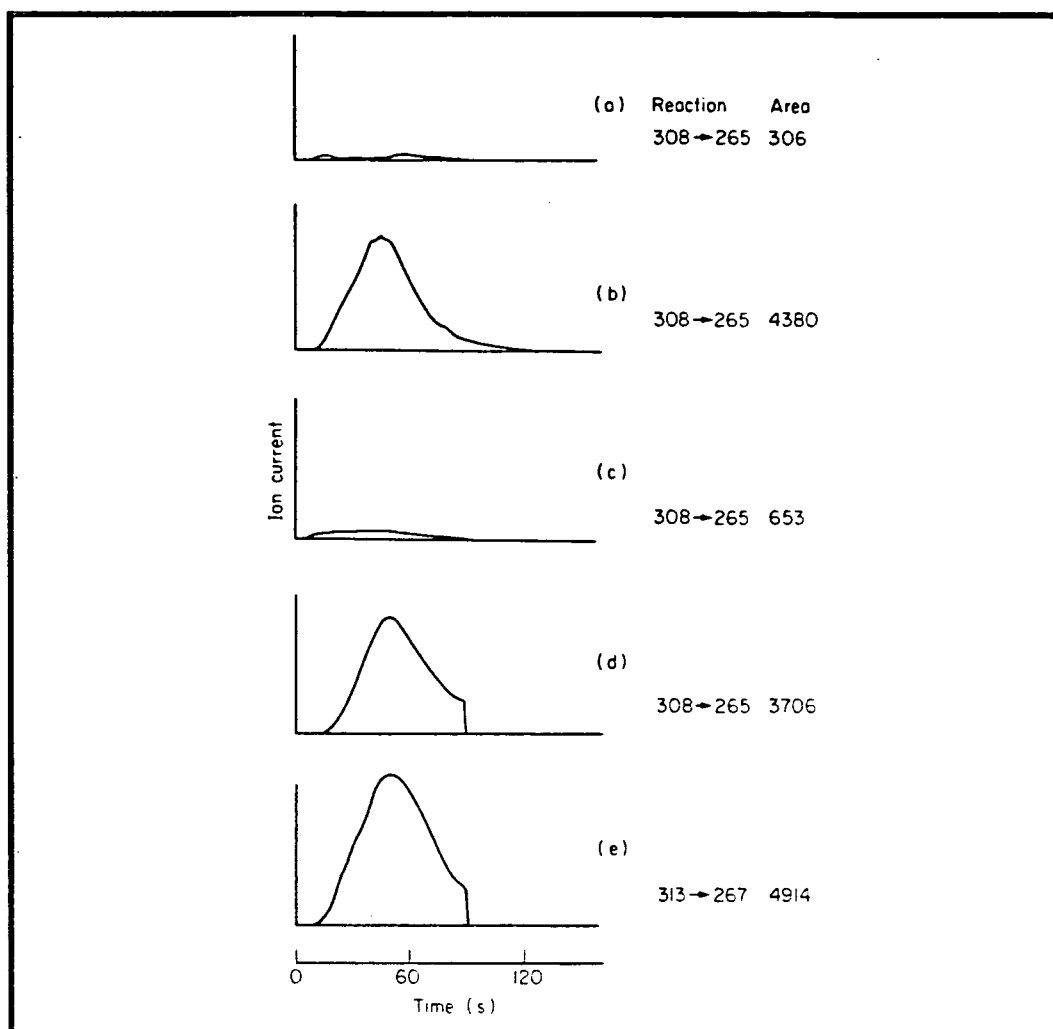 (a) Reaction Area
308→265 306
(b)
308→265 4380
Ion current
(c)
308→265 653
(d)
308→265 3706
(e)
313→267 4914
0 60 120
Time (s)